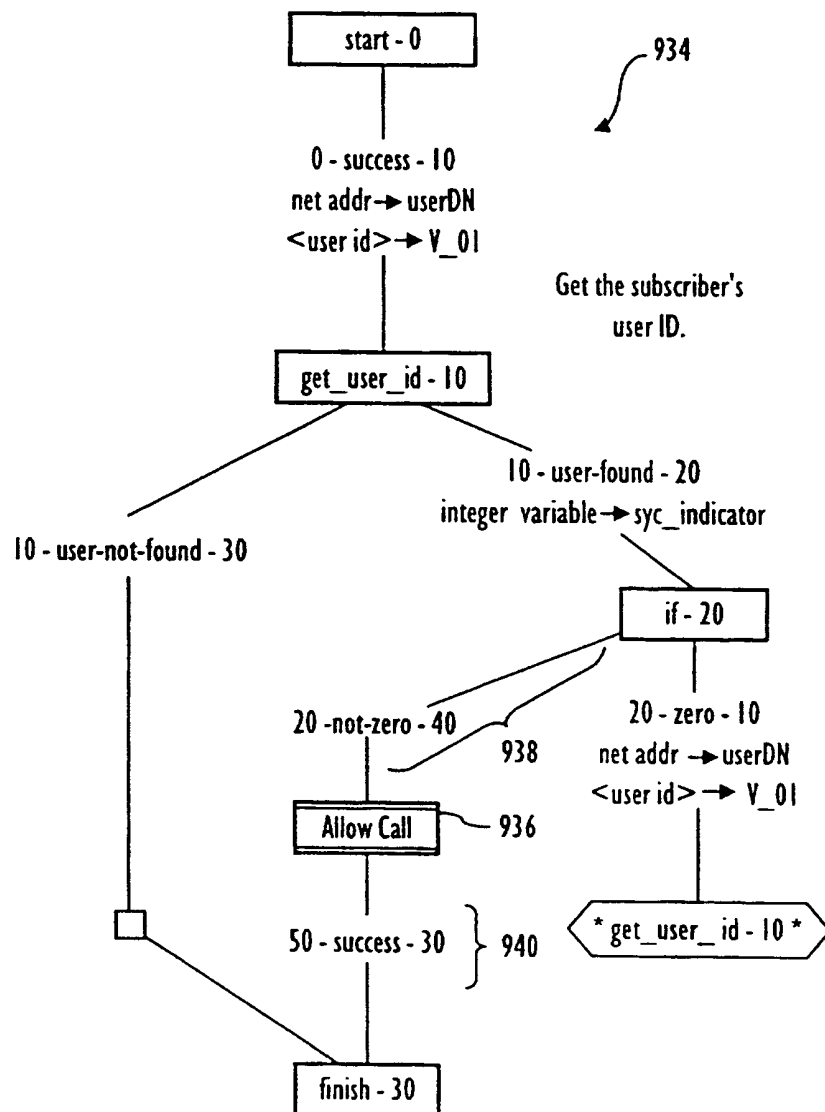 start - 0
934
0 - success - 10
net addr → userDN
<user id> → V_01
Get the subscriber's
user ID.
get_user_id - 10
10 - user-found - 20
integer variable → syc_indicator
10 - user-not-found - 30
if - 20
20 -not-zero - 40
938
20 - zero - 10
net addr → userDN
<user id> → V_01
Allow Call
936
* get_user_ id - 10 *
50 - success - 30
940
finish - 30